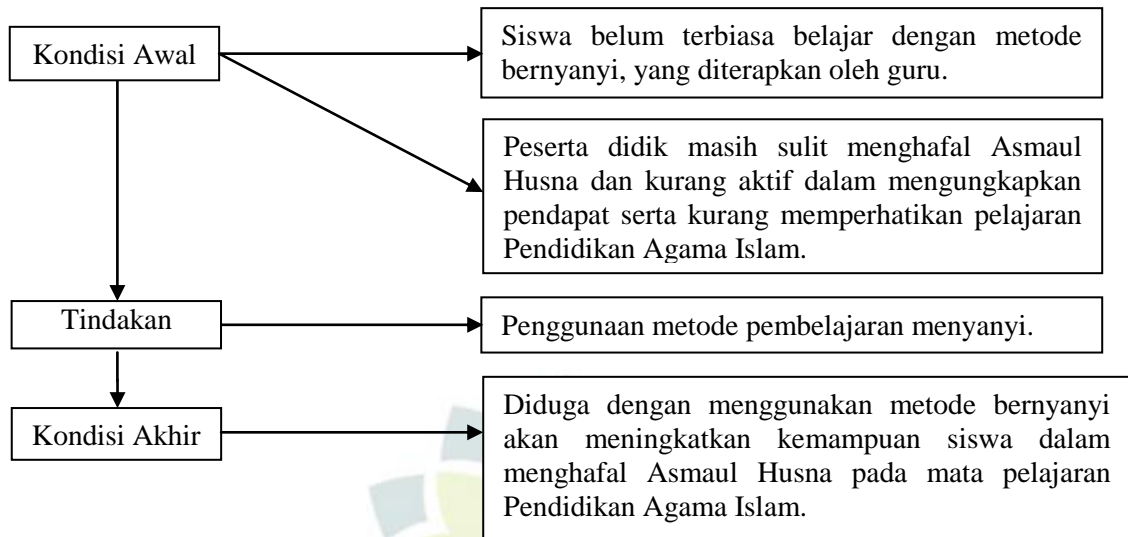 Kondisi Awal
Siswa belum terbiasa belajar dengan metode
bernyanyi, yang diterapkan oleh guru.
Peserta didik masih sulit menghafal Asmaul
Husna dan kurang aktif dalam mengungkapkan
pendapat serta kurang memperhatikan pelajaran
Pendidikan Agama Islam.
Tindakan
Penggunaan metode pembelajaran menyanyi.
Kondisi Akhir
Diduga dengan menggunakan metode bernyanyi
akan meningkatkan kemampuan siswa dalam
menghafal Asmaul Husna pada mata pelajaran
Pendidikan Agama Islam.